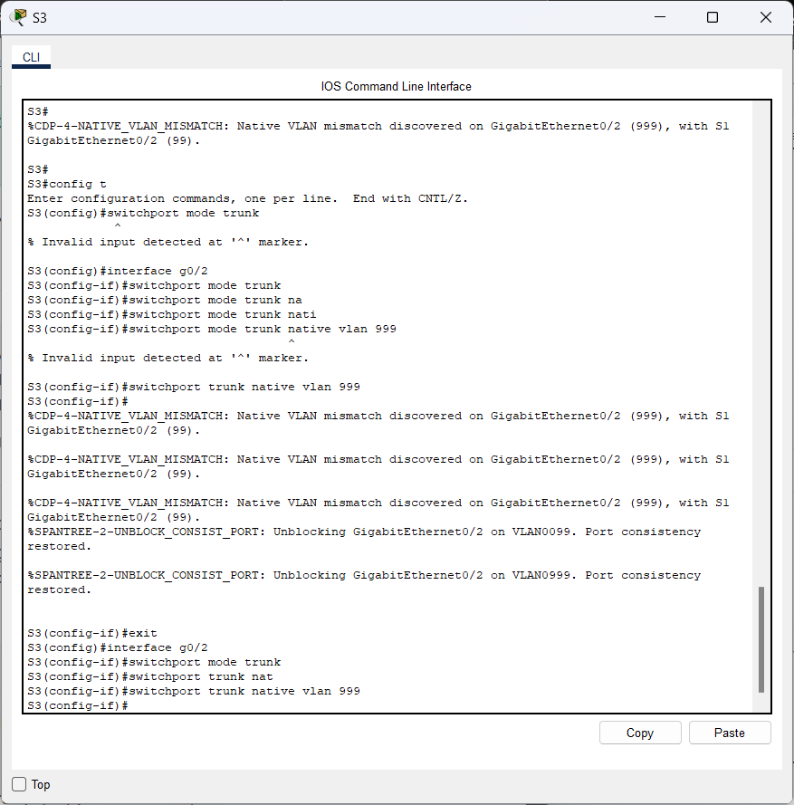 S3
CLI
IOS Command Line Interface
S3#
%CDP-4-NATIVE_VLAN_MISMATCH: Native VLAN mismatch discovered on GigabitEthernet0/2 (999), with S1
GigabitEthernet0/2 (99).
S3#
S3#config t
Enter configuration commands, one per line.  End with CNTL/Z.
S3(config)#switchport mode trunk
^
% Invalid input detected at '^' marker.
S3(config)#interface g0/2
S3(config-if)#switchport mode trunk
S3(config-if)#switchport mode trunk na
S3(config-if)#switchport mode trunk nati
S3(config-if)#switchport mode trunk native vlan 999
^
% Invalid input detected at '^' marker.
S3(config-if)#switchport trunk native vlan 999
S3(config-if)#
%CDP-4-NATIVE_VLAN_MISMATCH: Native VLAN mismatch discovered on GigabitEthernet0/2 (999), with S1
GigabitEthernet0/2 (99).
%CDP-4-NATIVE_VLAN_MISMATCH: Native VLAN mismatch discovered on GigabitEthernet0/2 (999), with S1
GigabitEthernet0/2 (99).
%CDP-4-NATIVE_VLAN_MISMATCH: Native VLAN mismatch discovered on GigabitEthernet0/2 (999), with S1
GigabitEthernet0/2 (99).
%SPANTREE-2-UNBLOCK_CONSIST_PORT: Unblocking GigabitEthernet0/2 on VLAN0099. Port consistency
restored.
%SPANTREE-2-UNBLOCK_CONSIST_PORT: Unblocking GigabitEthernet0/2 on VLAN0999. Port consistency
restored.
S3(config-if)#exit
S3(config)#interface g0/2
S3(config-if)#switchport mode trunk
S3(config-if)#switchport trunk nat
S3(config-if)#switchport trunk native vlan 999
S3(config-if)#
Copy
Paste
Top